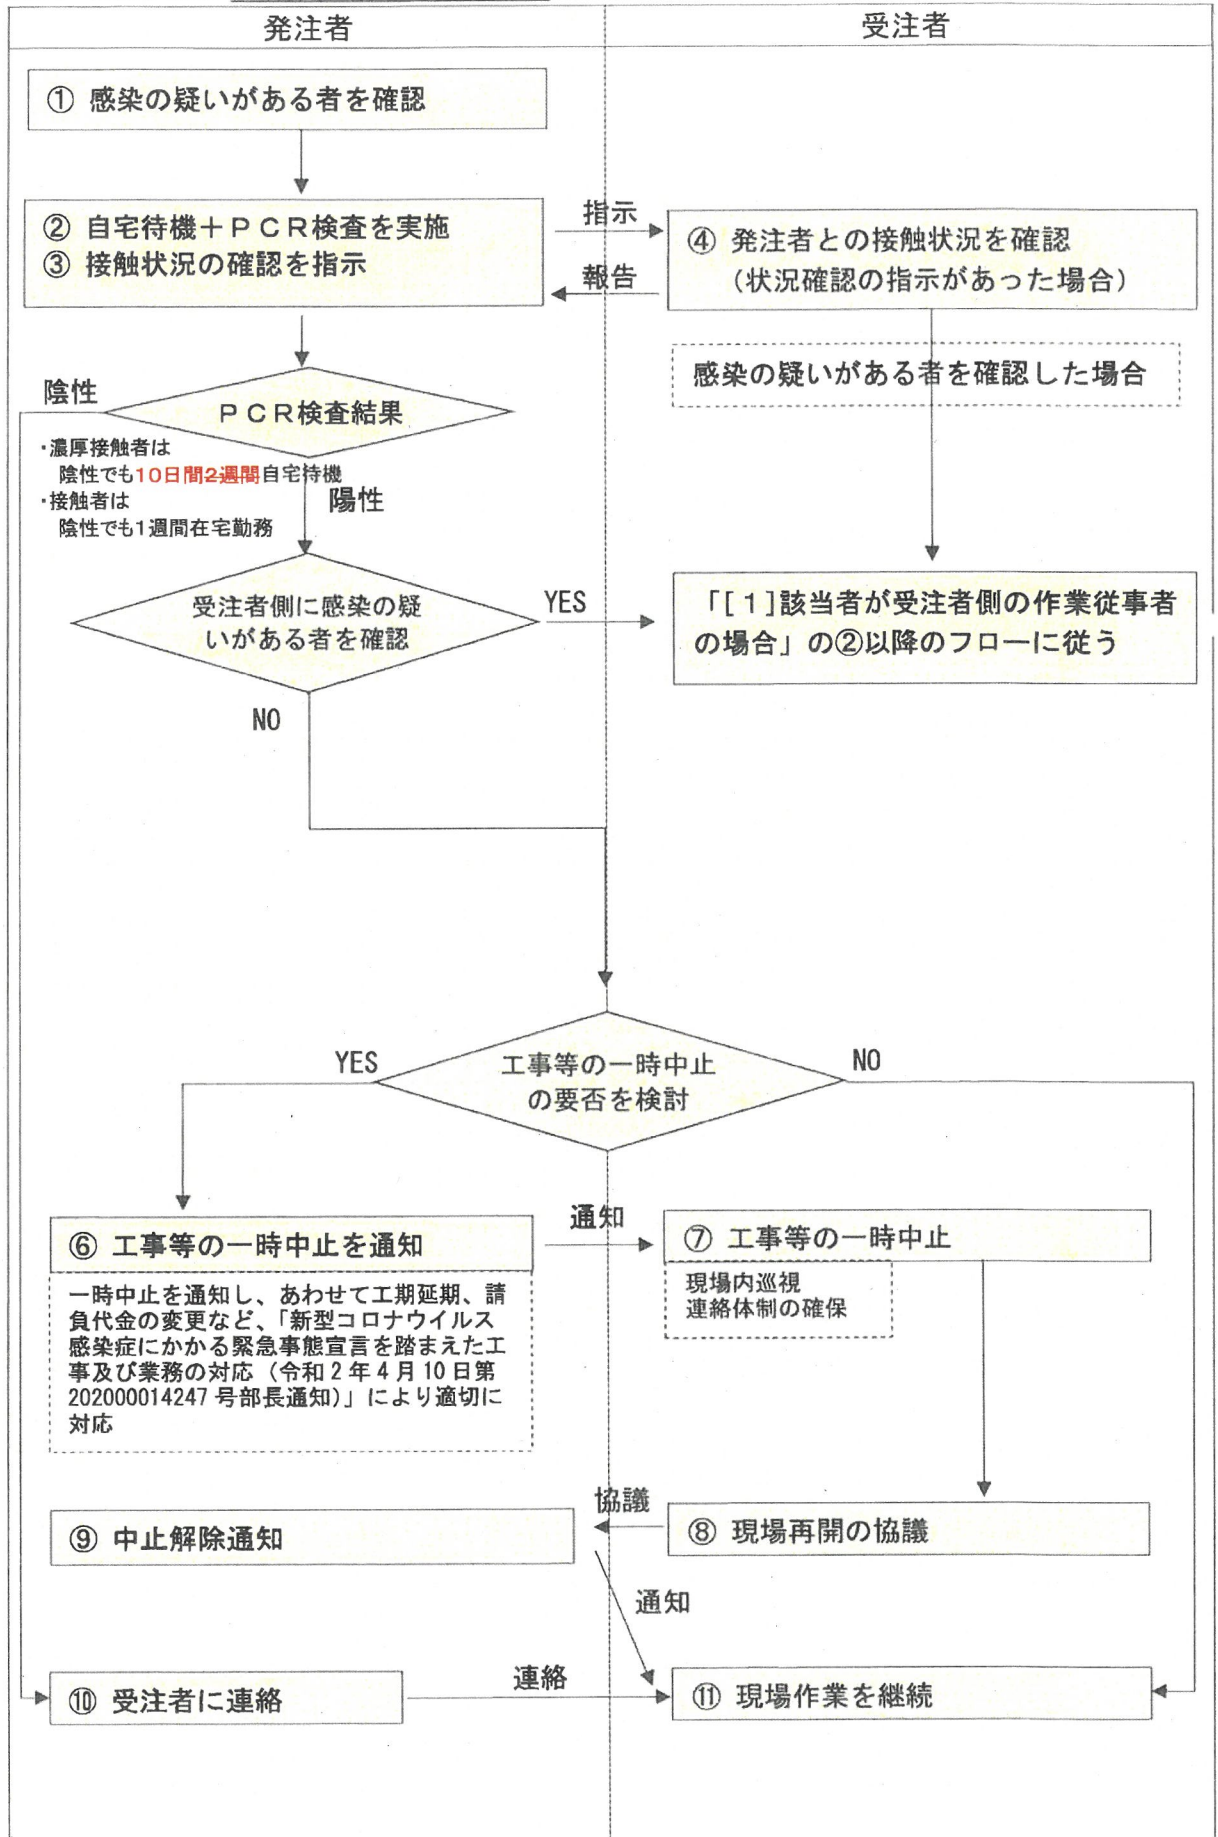 発注者
受注者
① 感染の疑いがある者を確認
② 自宅待機＋ＰＣＲ検査を実施
③ 接触状況の確認を指示
指示
報告
④ 発注者との接触状況を確認
（状況確認の指示があった場合）
感染の疑いがある者を確認した場合
陰性
ＰＣＲ検査結果
・濃厚接触者は
陰性でも10日間2週間自宅待機
・接触者は
陰性でも1週間在宅勤務
陽性
受注者側に感染の疑
いがある者を確認
YES
「[１]該当者が受注者側の作業従事者
の場合」の②以降のフローに従う
NO
YES
工事等の一時中止
の要否を検討
NO
⑥ 工事等の一時中止を通知
通知
⑦ 工事等の一時中止
一時中止を通知し、あわせて工期延期、請
負代金の変更など、「新型コロナウイルス
感染症にかかる緊急事態宣言を踏まえた工
事及び業務の対応（令和２年４月10日第
202000014247号部長通知）」により適切に
対応
現場内巡視
連絡体制の確保
⑨ 中止解除通知
協議
⑧ 現場再開の協議
通知
⑩ 受注者に連絡
連絡
⑪ 現場作業を継続